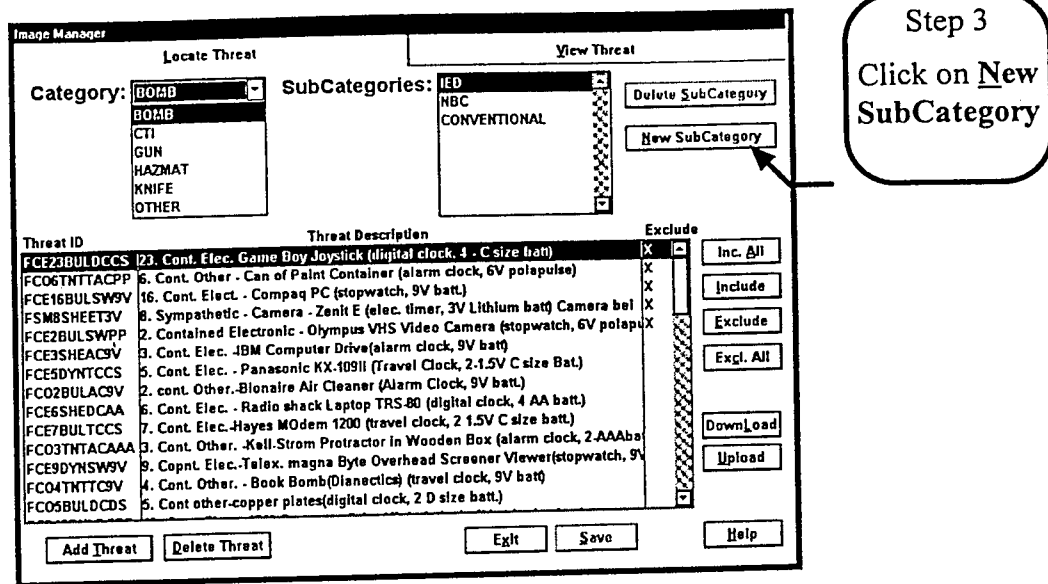 Image Manager
Locate Threat
View Threat
Category:
BOMB
BOMB
CTI
GUN
HAZMAT
KNIFE
OTHER
SubCategories:
IED
NBC
CONVENTIONAL
Delete SubCategory
New SubCategory
Step 3
Click on New
SubCategory
Threat ID Threat Description Exclude
FCE23BULDCCS 23. Cont. Elec. Game Boy Joystick (digital clock, 4 - C size batt) X
FCO6TNTTACPP 6. Cont. Other - Can of Paint Container (alarm clock, 6V polapulse) X
FCE16BULSW9V 16. Cont. Elect. - Compaq PC (stopwatch, 9V batt.) X
FSM8SHEET3V 8. Sympathetic - Camera - Zenit E (elec. timer, 3V Lithium batt) Camera bei X
FCE2BULSWPP 2. Contained Electronic - Olympus VHS Video Camera (stopwatch, 6V polapu X
FCE3SHEAC9V 3. Cont. Elec. -IBM Computer Drive(alarm clock, 9V batt)
FCE5DYNTCCS 5. Cont. Elec. - Panasonic KX-109II (Travel Clock, 2-1.5V C size Bat.)
FCO2BULAC9V 2. cont. Other.-Bionaire Air Cleaner (Alarm Clock, 9V batt.)
FCE6SHEDCAA 6. Cont. Elec. - Radio shack Laptop TRS-80 (digital clock, 4 AA batt.)
FCE7BULTCCS 7. Cont. Elec.-Hayes MOdem 1200 (travel clock, 2 1.5V C size batt.)
FCO3TNTACAAA 3. Cont. Other. -Kell-Strom Protractor in Wooden Box (alarm clock, 2-AAAba
FCE9DYNSW9V 9. Copnt. Elec.-Telex. magna Byte Overhead Screener Viewer(stopwatch, 9V
FCO4TNTTC9V 4. Cont. Other. - Book Bomb(Dianectics) (travel clock, 9V batt)
FCO5BULDCDS 5. Cont other-copper plates(digital clock, 2 D size batt.)
Inc. All
Include
Exclude
Excl. All
DownLoad
Upload
Add Threat
Delete Threat
Exit
Save
Help